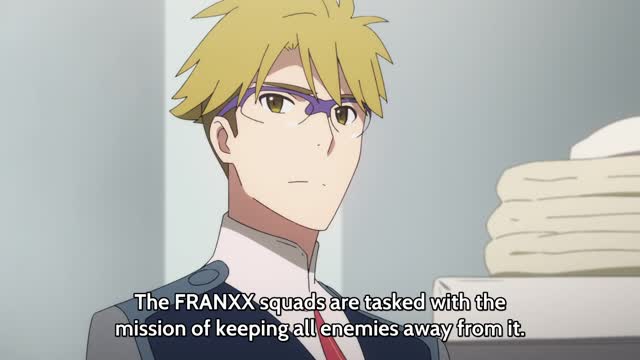 The FRANXX squads are tasked with the
mission of keeping all enemies away from it.